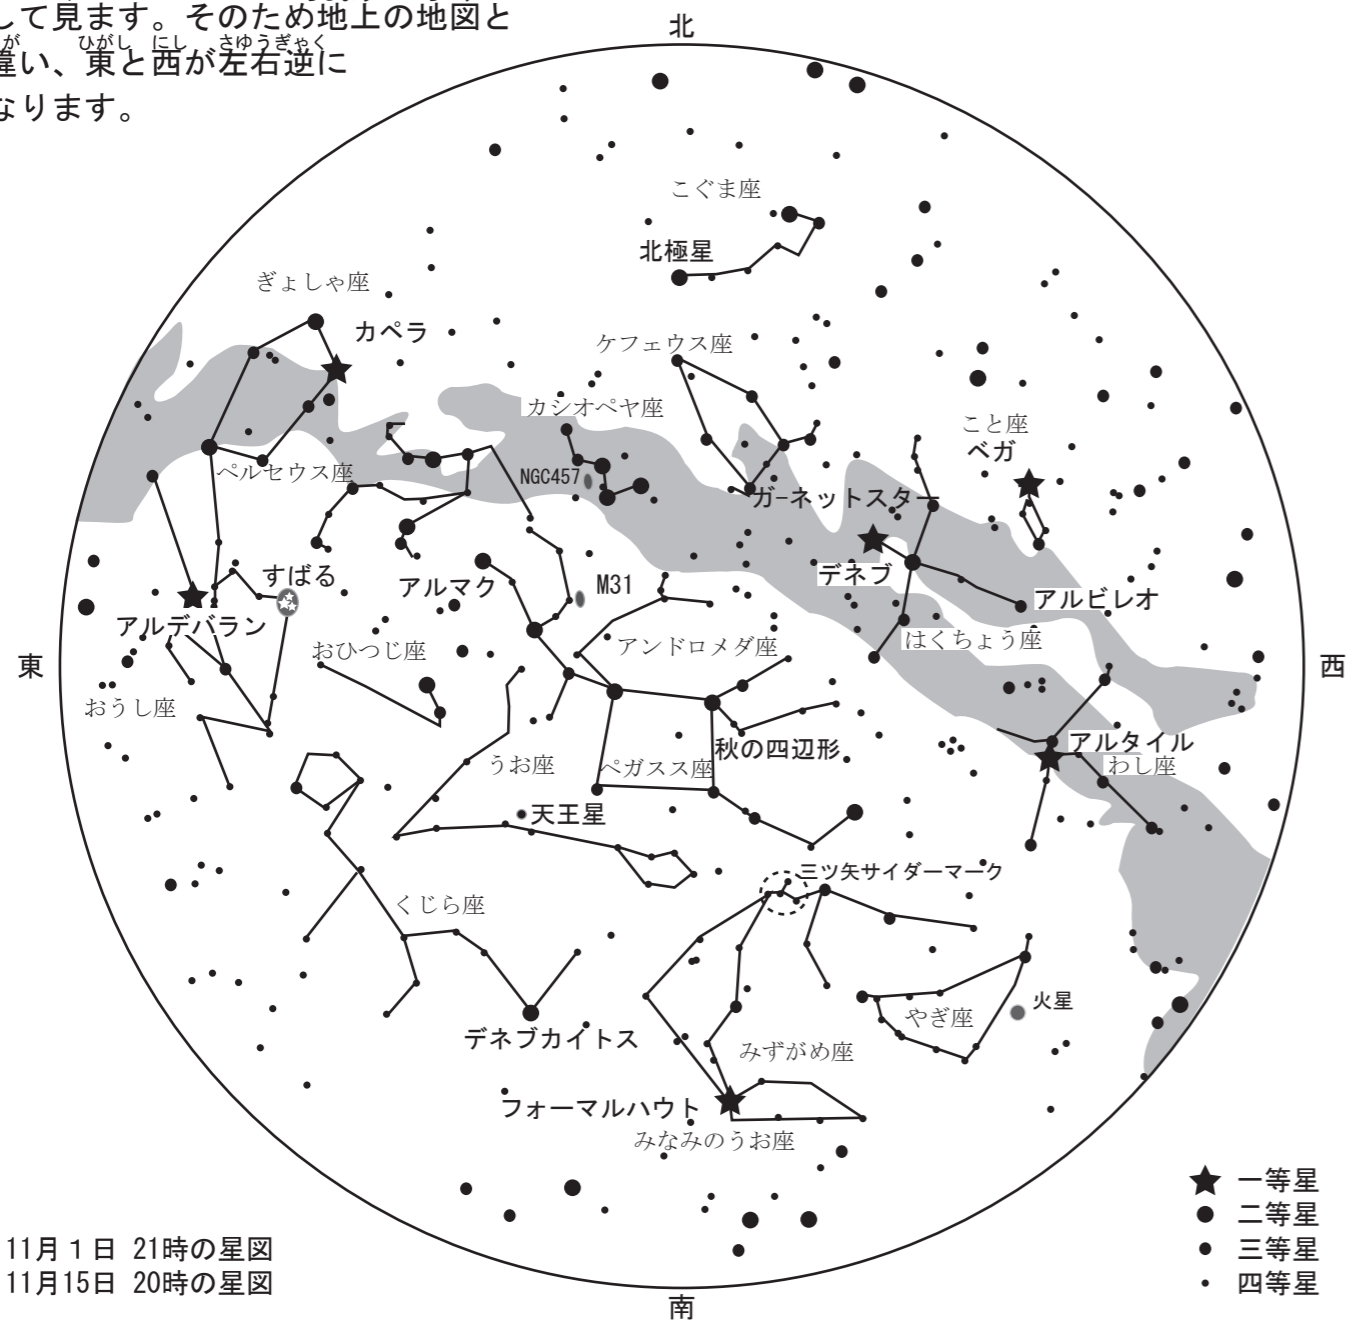 して見ます。そのため地上の地図と
が ひがし にし さゆうぎゃく
違い、東と西が左右逆に
なります。
北
こぐま座
北極星
ぎょしゃ座
カペラ
ケフェウス座
カシオペヤ座
こと座
ベガ
ペルセウス座
NGC457
ガーネットスター
デネブ
すばる
アルマク
M31
アルビレオ
アルデバラン
はくちょう座
おひつじ座
アンドロメダ座
東
西
おうし座
秋の四辺形
アルタイル
わし座
うお座
ペガスス座
天王星
三ツ矢サイダーマーク
くじら座
火星
やぎ座
デネブカイトス
みずがめ座
フォーマルハウト
みなみのうお座
一等星
二等星
三等星
四等星
11月1日 21時の星図
11月15日 20時の星図
南